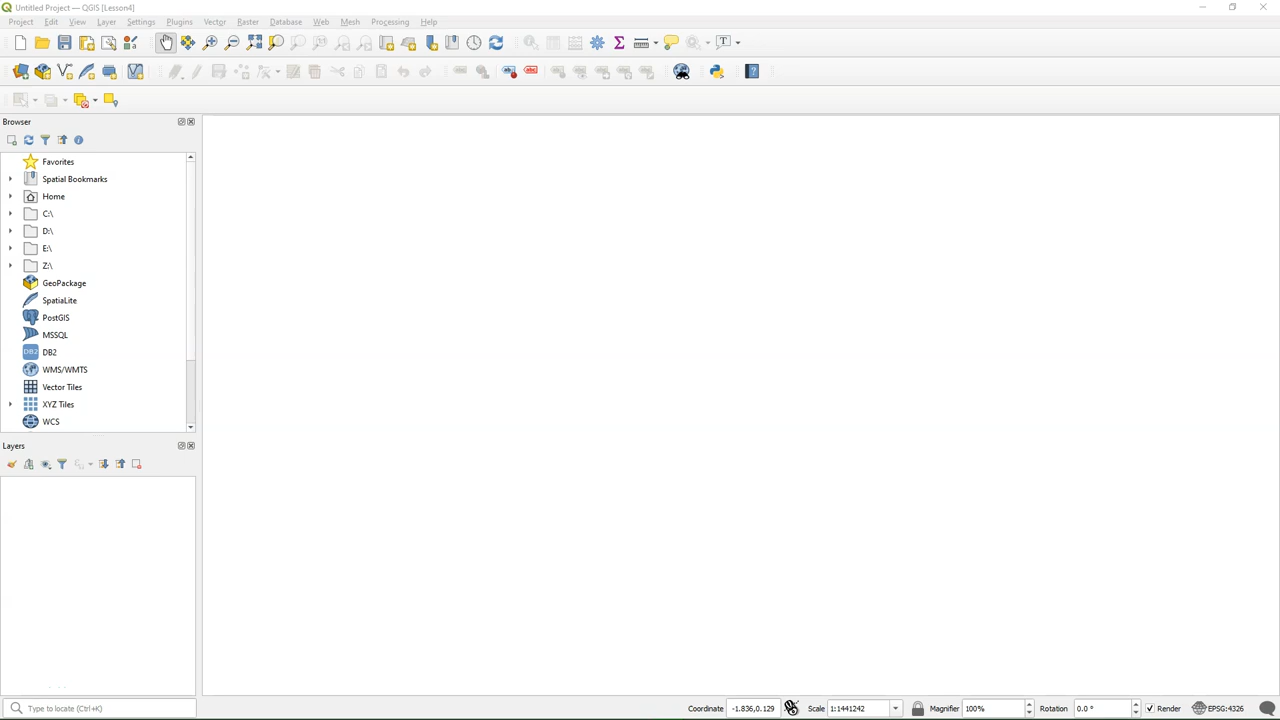 Untitled Project — QGIS [Lesson4]
Project Edit View Layer Settings Plugins Vector Raster Database Web Mesh Processing Help
Browser
Favorites
Spatial Bookmarks
Home
C:\
D:\
E:\
Z:\
GeoPackage
SpatiaLite
PostGIS
MSSQL
DB2 DB2
WMS/WMTS
Vector Tiles
XYZ Tiles
WCS
Layers
Type to locate (Ctrl+K)
Coordinate -1.836,0.129 Scale 1:1441242 Magnifier 100% Rotation 0.0 ° Render EPSG:4326